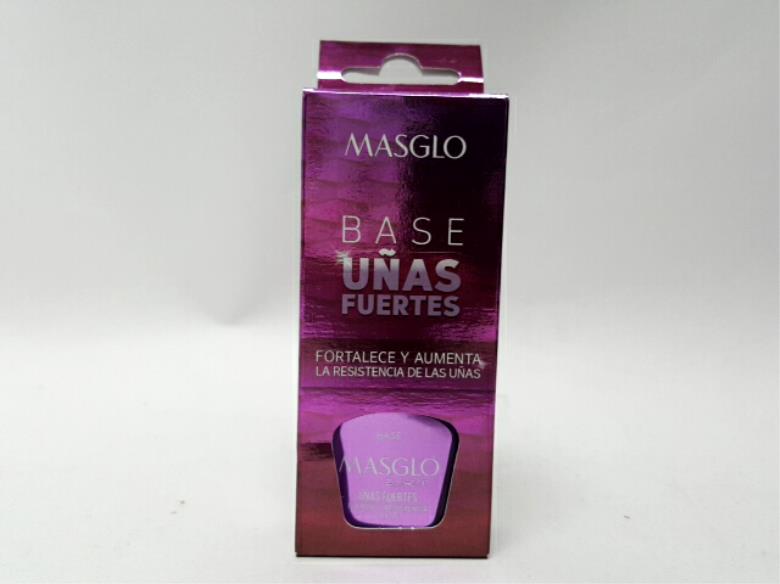 MASGLO
BASE
UÑAS
FUERTES
FORTALECE Y AUMENTA
LA RESISTENCIA DE LAS UÑAS
BASE
MASGLO
UÑAS FUERTES